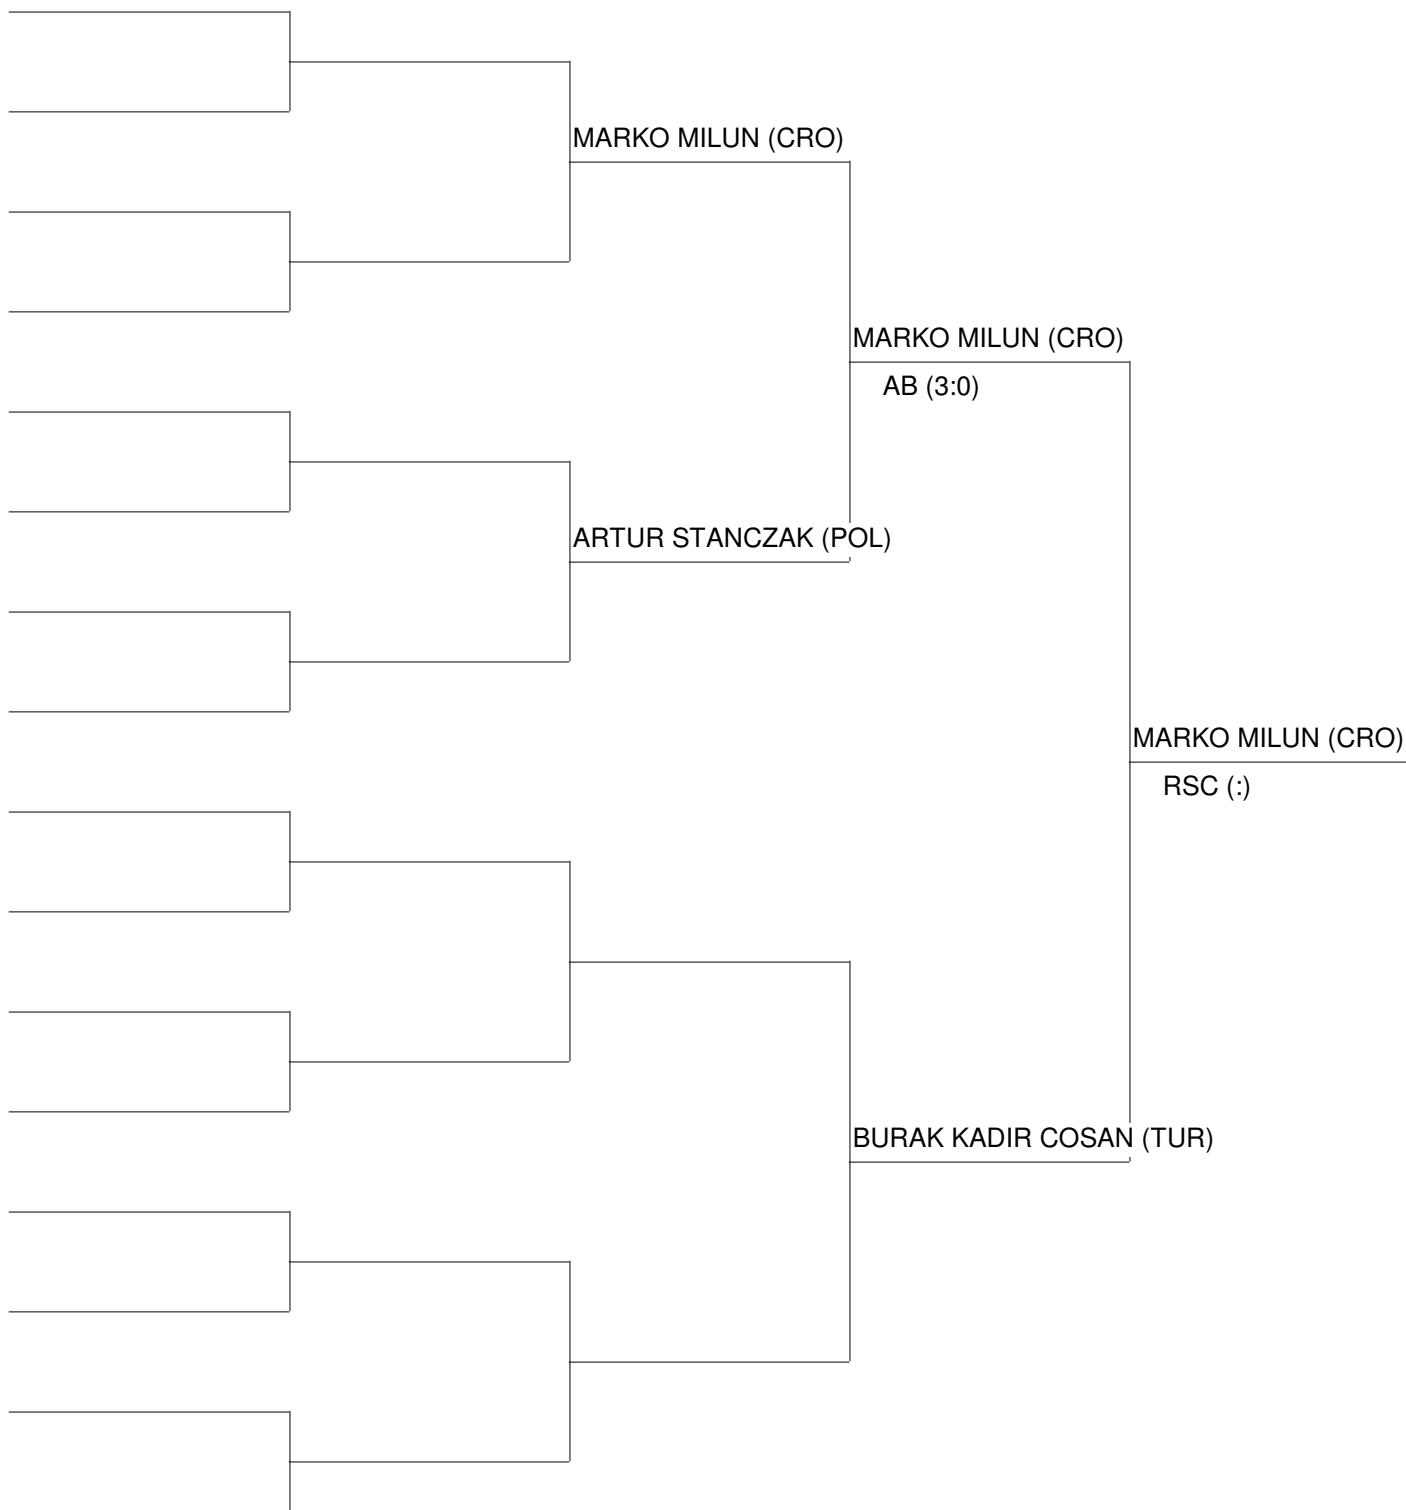 MARKO MILUN (CRO)
MARKO MILUN (CRO)
AB (3:0)
ARTUR STANCZAK (POL)
MARKO MILUN (CRO)
RSC (:)
BURAK KADIR COSAN (TUR)